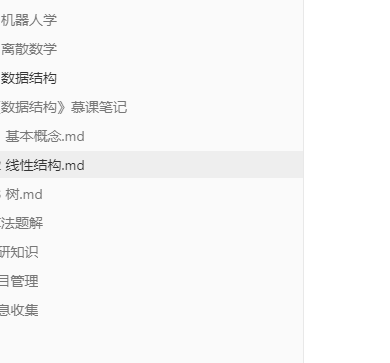 机器人学
离散数学
数据结构
数据结构》慕课笔记
基本概念.md
线性结构.md
树.md
法题解
研知识
目管理
息收集